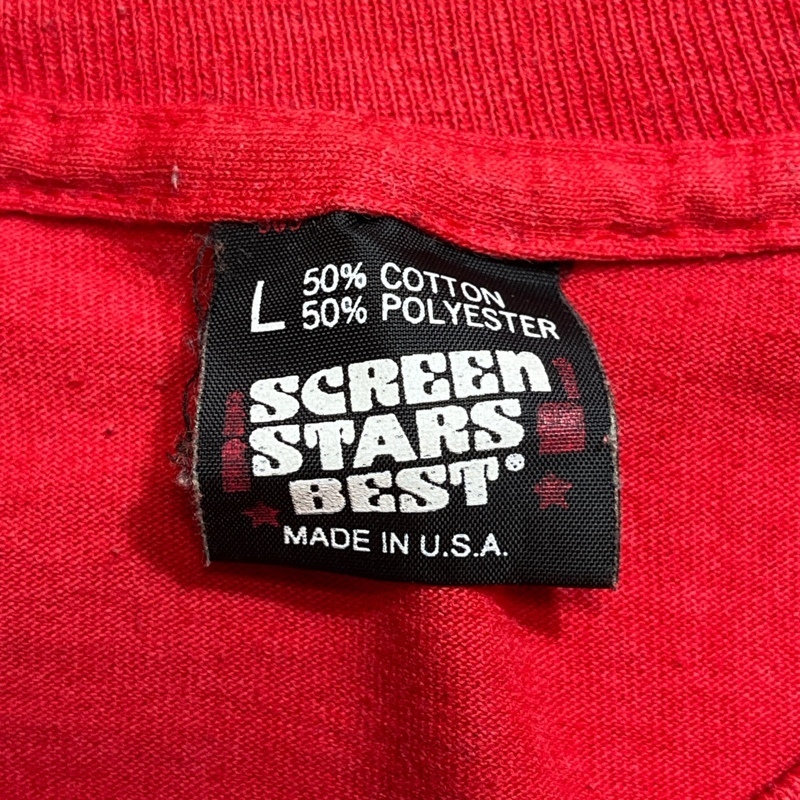 L 50% COTTON
50% POLYESTER
SCREEN
STARS
BEST®
MADE IN U.S.A.